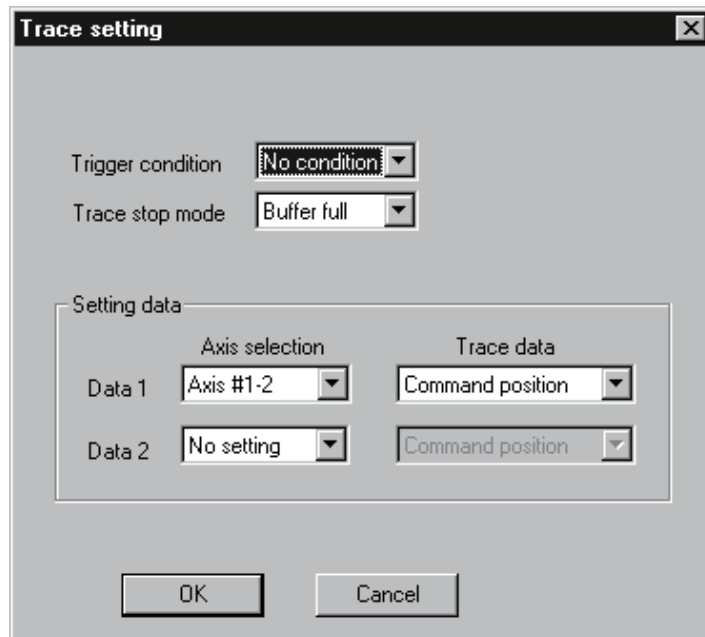 Trace setting
Trigger condition No condition
Trace stop mode Buffer full
Setting data
Axis selection Trace data
Data 1 Axis #1-2 Command position
Data 2 No setting Command position
OK Cancel